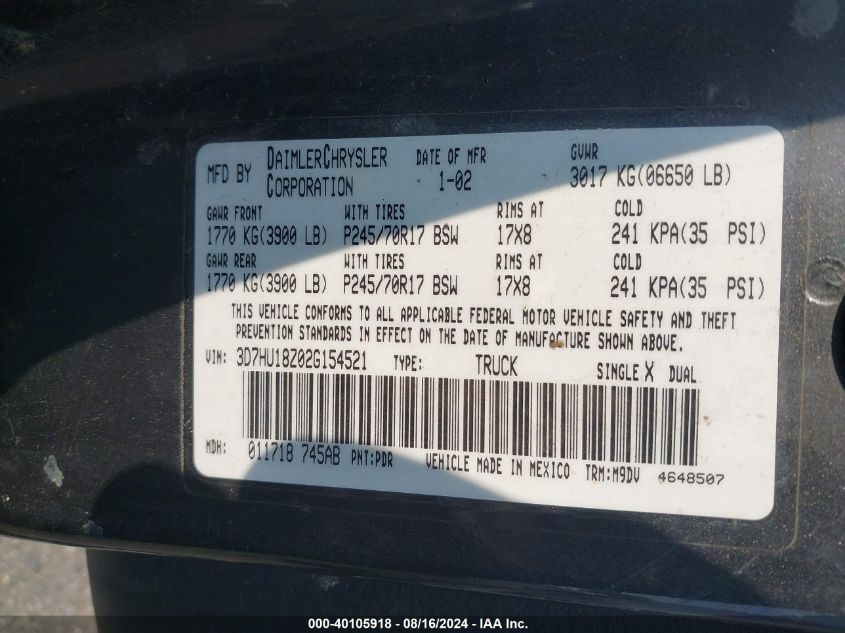 MFD BY DAIMLERCHRYSLER CORPORATION DATE OF MFR 1-02 GVWR 3017 KG(06650 LB)
GAWR FRONT WITH TIRES RIMS AT COLD
1770 KG(3900 LB) P245/70R17 BSW 17X8 241 KPA(35 PSI)
GAWR REAR WITH TIRES RIMS AT COLD
1770 KG(3900 LB) P245/70R17 BSW 17X8 241 KPA(35 PSI)
THIS VEHICLE CONFORMS TO ALL APPLICABLE FEDERAL MOTOR VEHICLE SAFETY AND THEFT
PREVENTION STANDARDS IN EFFECT ON THE DATE OF MANUFACTURE SHOWN ABOVE.
VIN: 3D7HU18Z02G154521 TYPE: TRUCK SINGLE X DUAL
MDH: 011718 745AB PNT:PDR VEHICLE MADE IN MEXICO TRM:M9DV 4648507
000-40105918 - 08/16/2024 - IAA Inc.